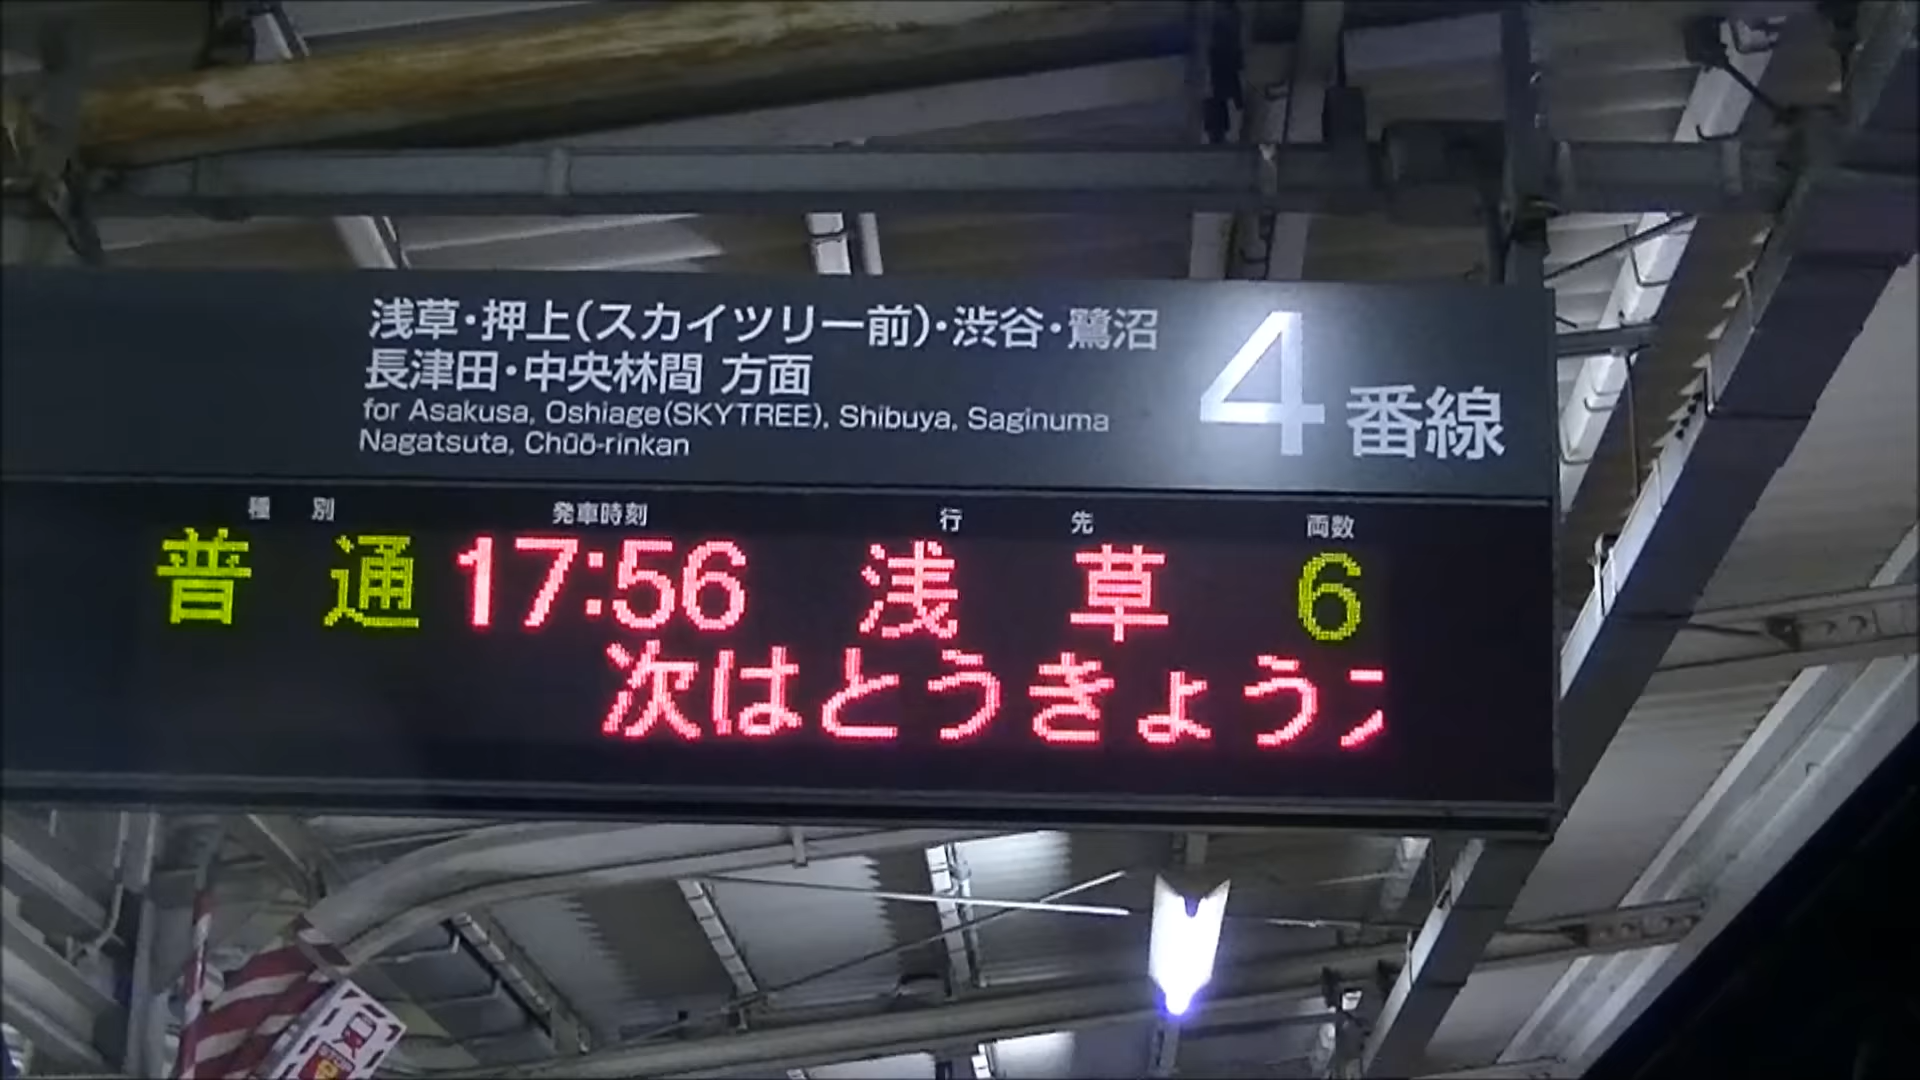 浅草・押上(スカイツリー前)・渋谷・鷺沼
長津田・中央林間 方面
for Asakusa, Oshiage(SKYTREE), Shibuya, Saginuma
Nagatsuta, Chūō-rinkan
4番線
種別 発車時刻 行先 両数
普通 17:56 浅草 6
次はとうきょう